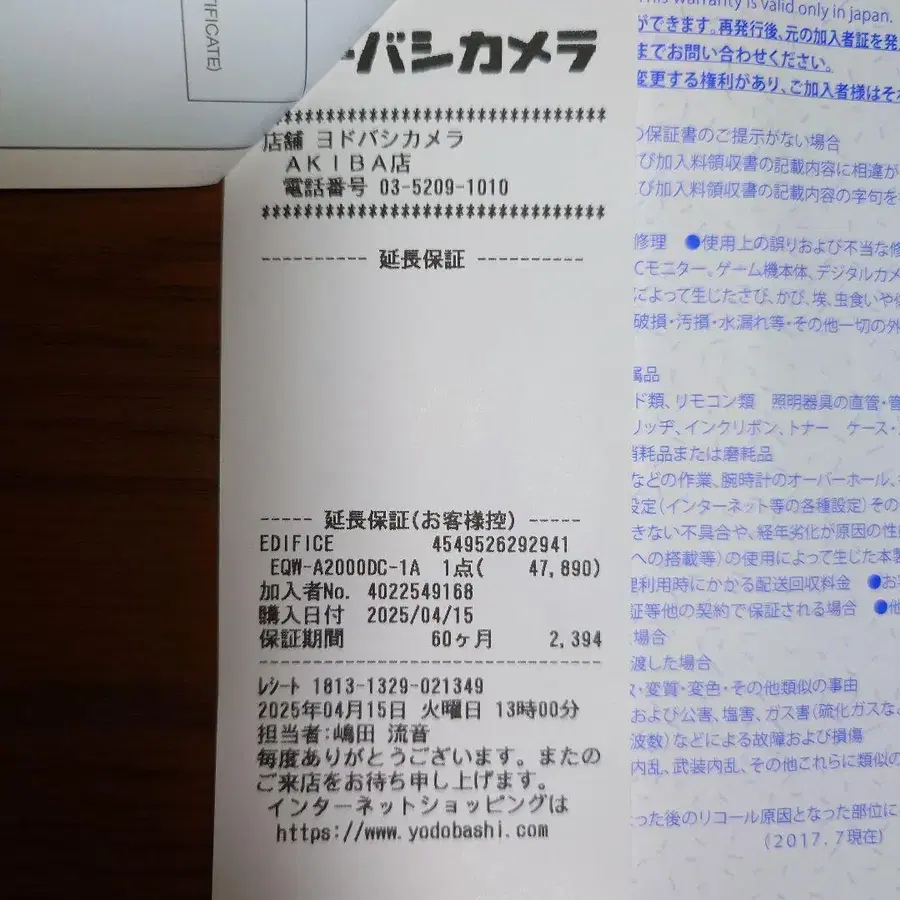 IFICATE)
バシカメラ
********************************
店舗 ヨドバシカメラ
AKIBA店
電話番号 03-5209-1010
********************************
---------- 延長保証 ----------
----- 延長保証(お客様控) -----
EDIFICE 4549526292941
EQW-A2000DC-1A 1点( 47,890)
加入者No. 4022549168
購入日付 2025/04/15
保証期間 60ヶ月 2,394
--------------------------------
レシート 1813-1329-021349
2025年04月15日 火曜日 13時00分
担当者:嶋田 流音
毎度ありがとうございます。またの
ご来店をお待ち申し上げます。
インターネットショッピングは
https://www.yodobashi.com
This warranty is valid only in japan.
ができます。再発行後、元の加入者証を発
までお問い合わせください。
変更する権利があり、ご加入者様はそ
の保証書のご提示がない場合
び加入料領収書の記載内容に相違が
び加入料領収書の記載内容の字句を
修理 ●使用上の誤りおよび不当な修
Cモニター。ゲーム機本体、デジタルカメ
によって生じたさび、かび、埃、虫食いや
破損・汚損・水漏れ等・その他一切の外
属品
ド類、リモコン類 照明器具の直管・
リッヂ、インクリボン、トナー ケース・
消耗品または磨耗品
などの作業、腕時計のオーバーホール、
設定(インターネット等の各種設定)その
きない不具合や、経年劣化が原因の性
への搭載等)の使用によって生じた本
理利用時にかかる配送回収料金 ●お
証等他の契約で保証される場合 ●他
場合
渡した場合
・変質・変色・その他類似の事由
および公害、塩害、ガス害(硫化ガスな
波数)などによる故障および損傷
内乱、武装内乱、その他これらに類似の
った後のリコール原因となった部位に
(2017.7現在)